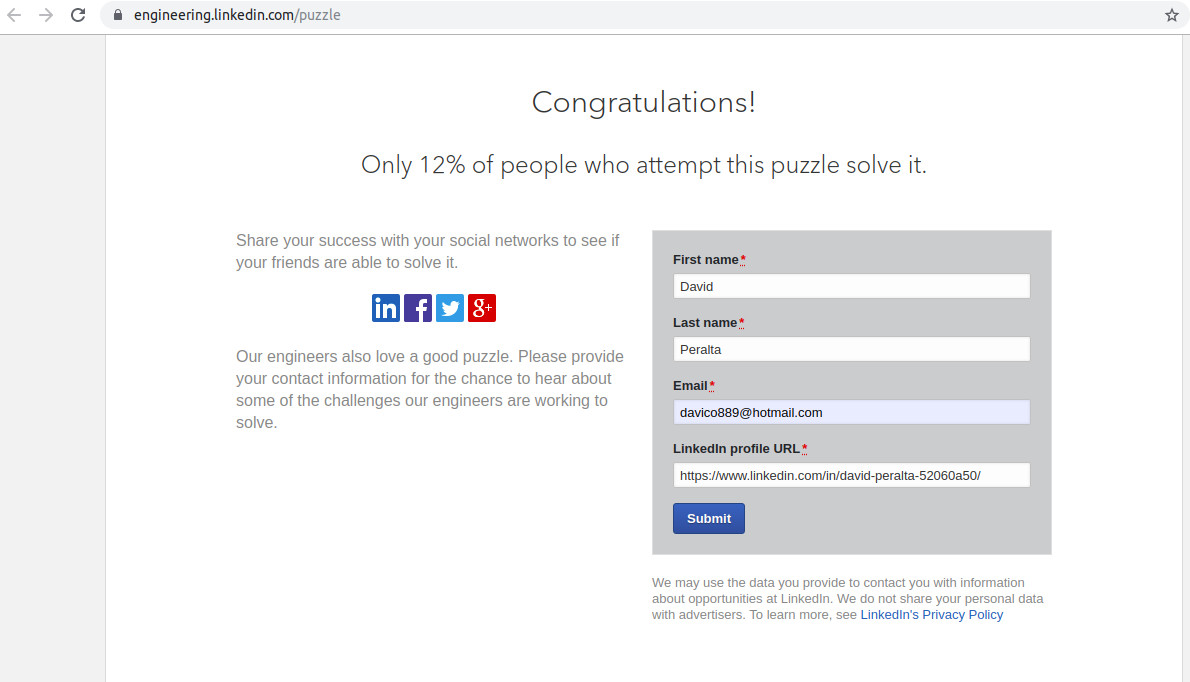 engineering.linkedin.com/puzzle
Congratulations!
Only 12% of people who attempt this puzzle solve it.
Share your success with your social networks to see if
your friends are able to solve it.
in f g+
Our engineers also love a good puzzle. Please provide
your contact information for the chance to hear about
some of the challenges our engineers are working to
solve.
First name*
David
Last name*
Peralta
Email*
davico889@hotmail.com
LinkedIn profile URL*
https://www.linkedin.com/in/david-peralta-52060a50/
Submit
We may use the data you provide to contact you with information
about opportunities at LinkedIn. We do not share your personal data
with advertisers. To learn more, see LinkedIn's Privacy Policy